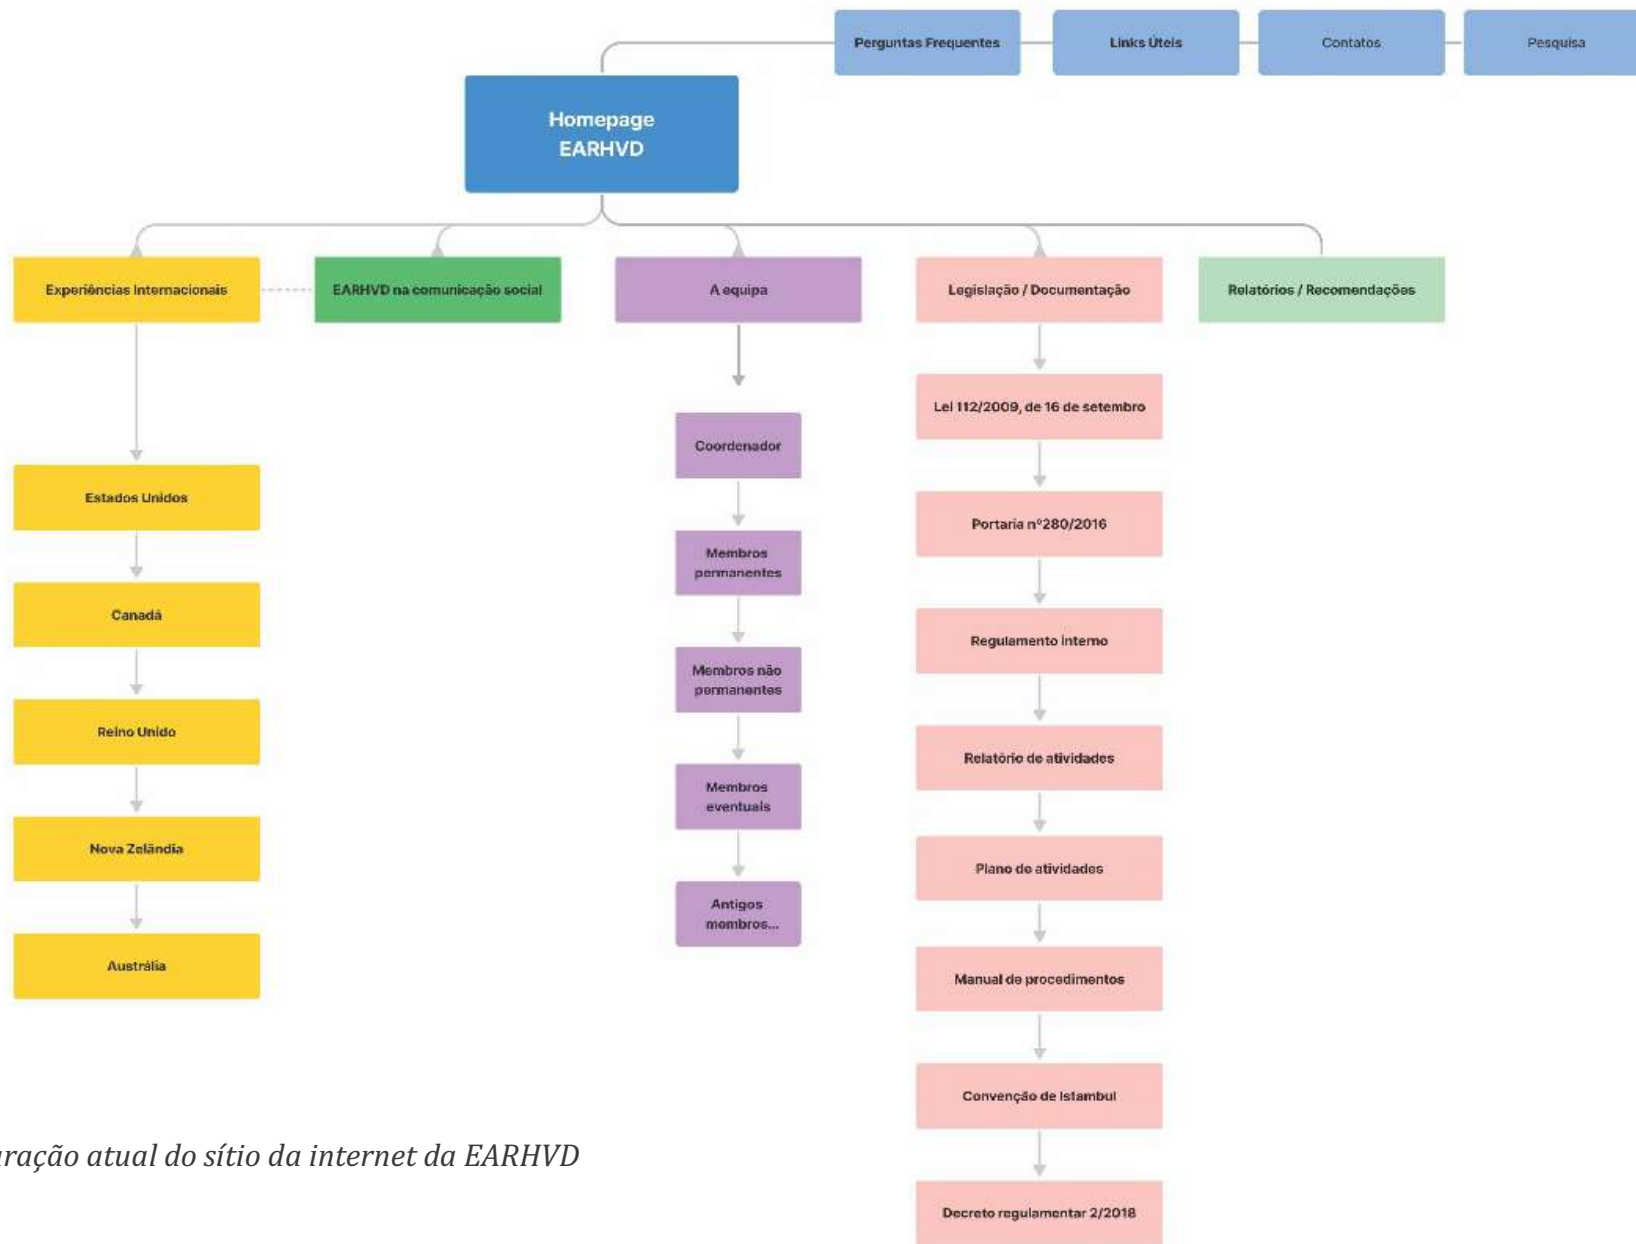 Perguntas Frequentes
Links Úteis
Contatos
Pesquisa
Homepage
EARHVD
Experiências Internacionais
EARHVD na comunicação social
A equipa
Legislação / Documentação
Relatórios / Recomendações
Estados Unidos
Canadá
Reino Unido
Nova Zelândia
Austrália
Coordenador
Membros
permanentes
Membros não
permanentes
Membros
eventuais
Antigos
membros...
Lei 112/2009, de 16 de setembro
Portaria nº280/2016
Regulamento interno
Relatório de atividades
Plano de atividades
Manual de procedimentos
Convenção de Istambul
Decreto regulamentar 2/2018
atual do sítio da internet da EARHVD